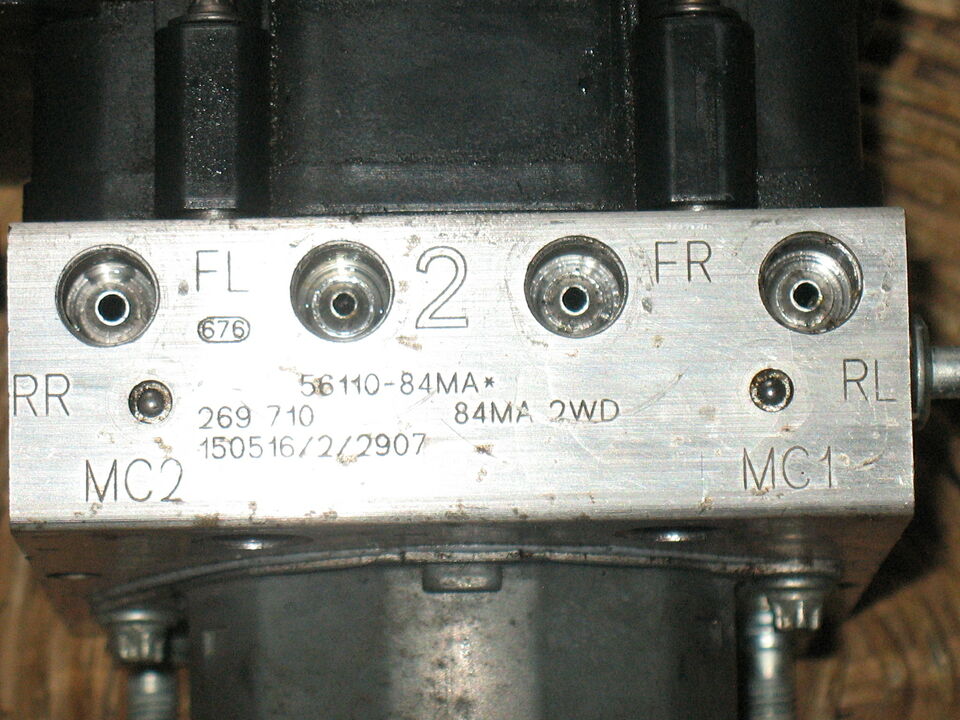 FL 2 FR
676
RR 56110-84MA* RL
269 710 84MA 2WD
150516/2/2907
MC2 MC1